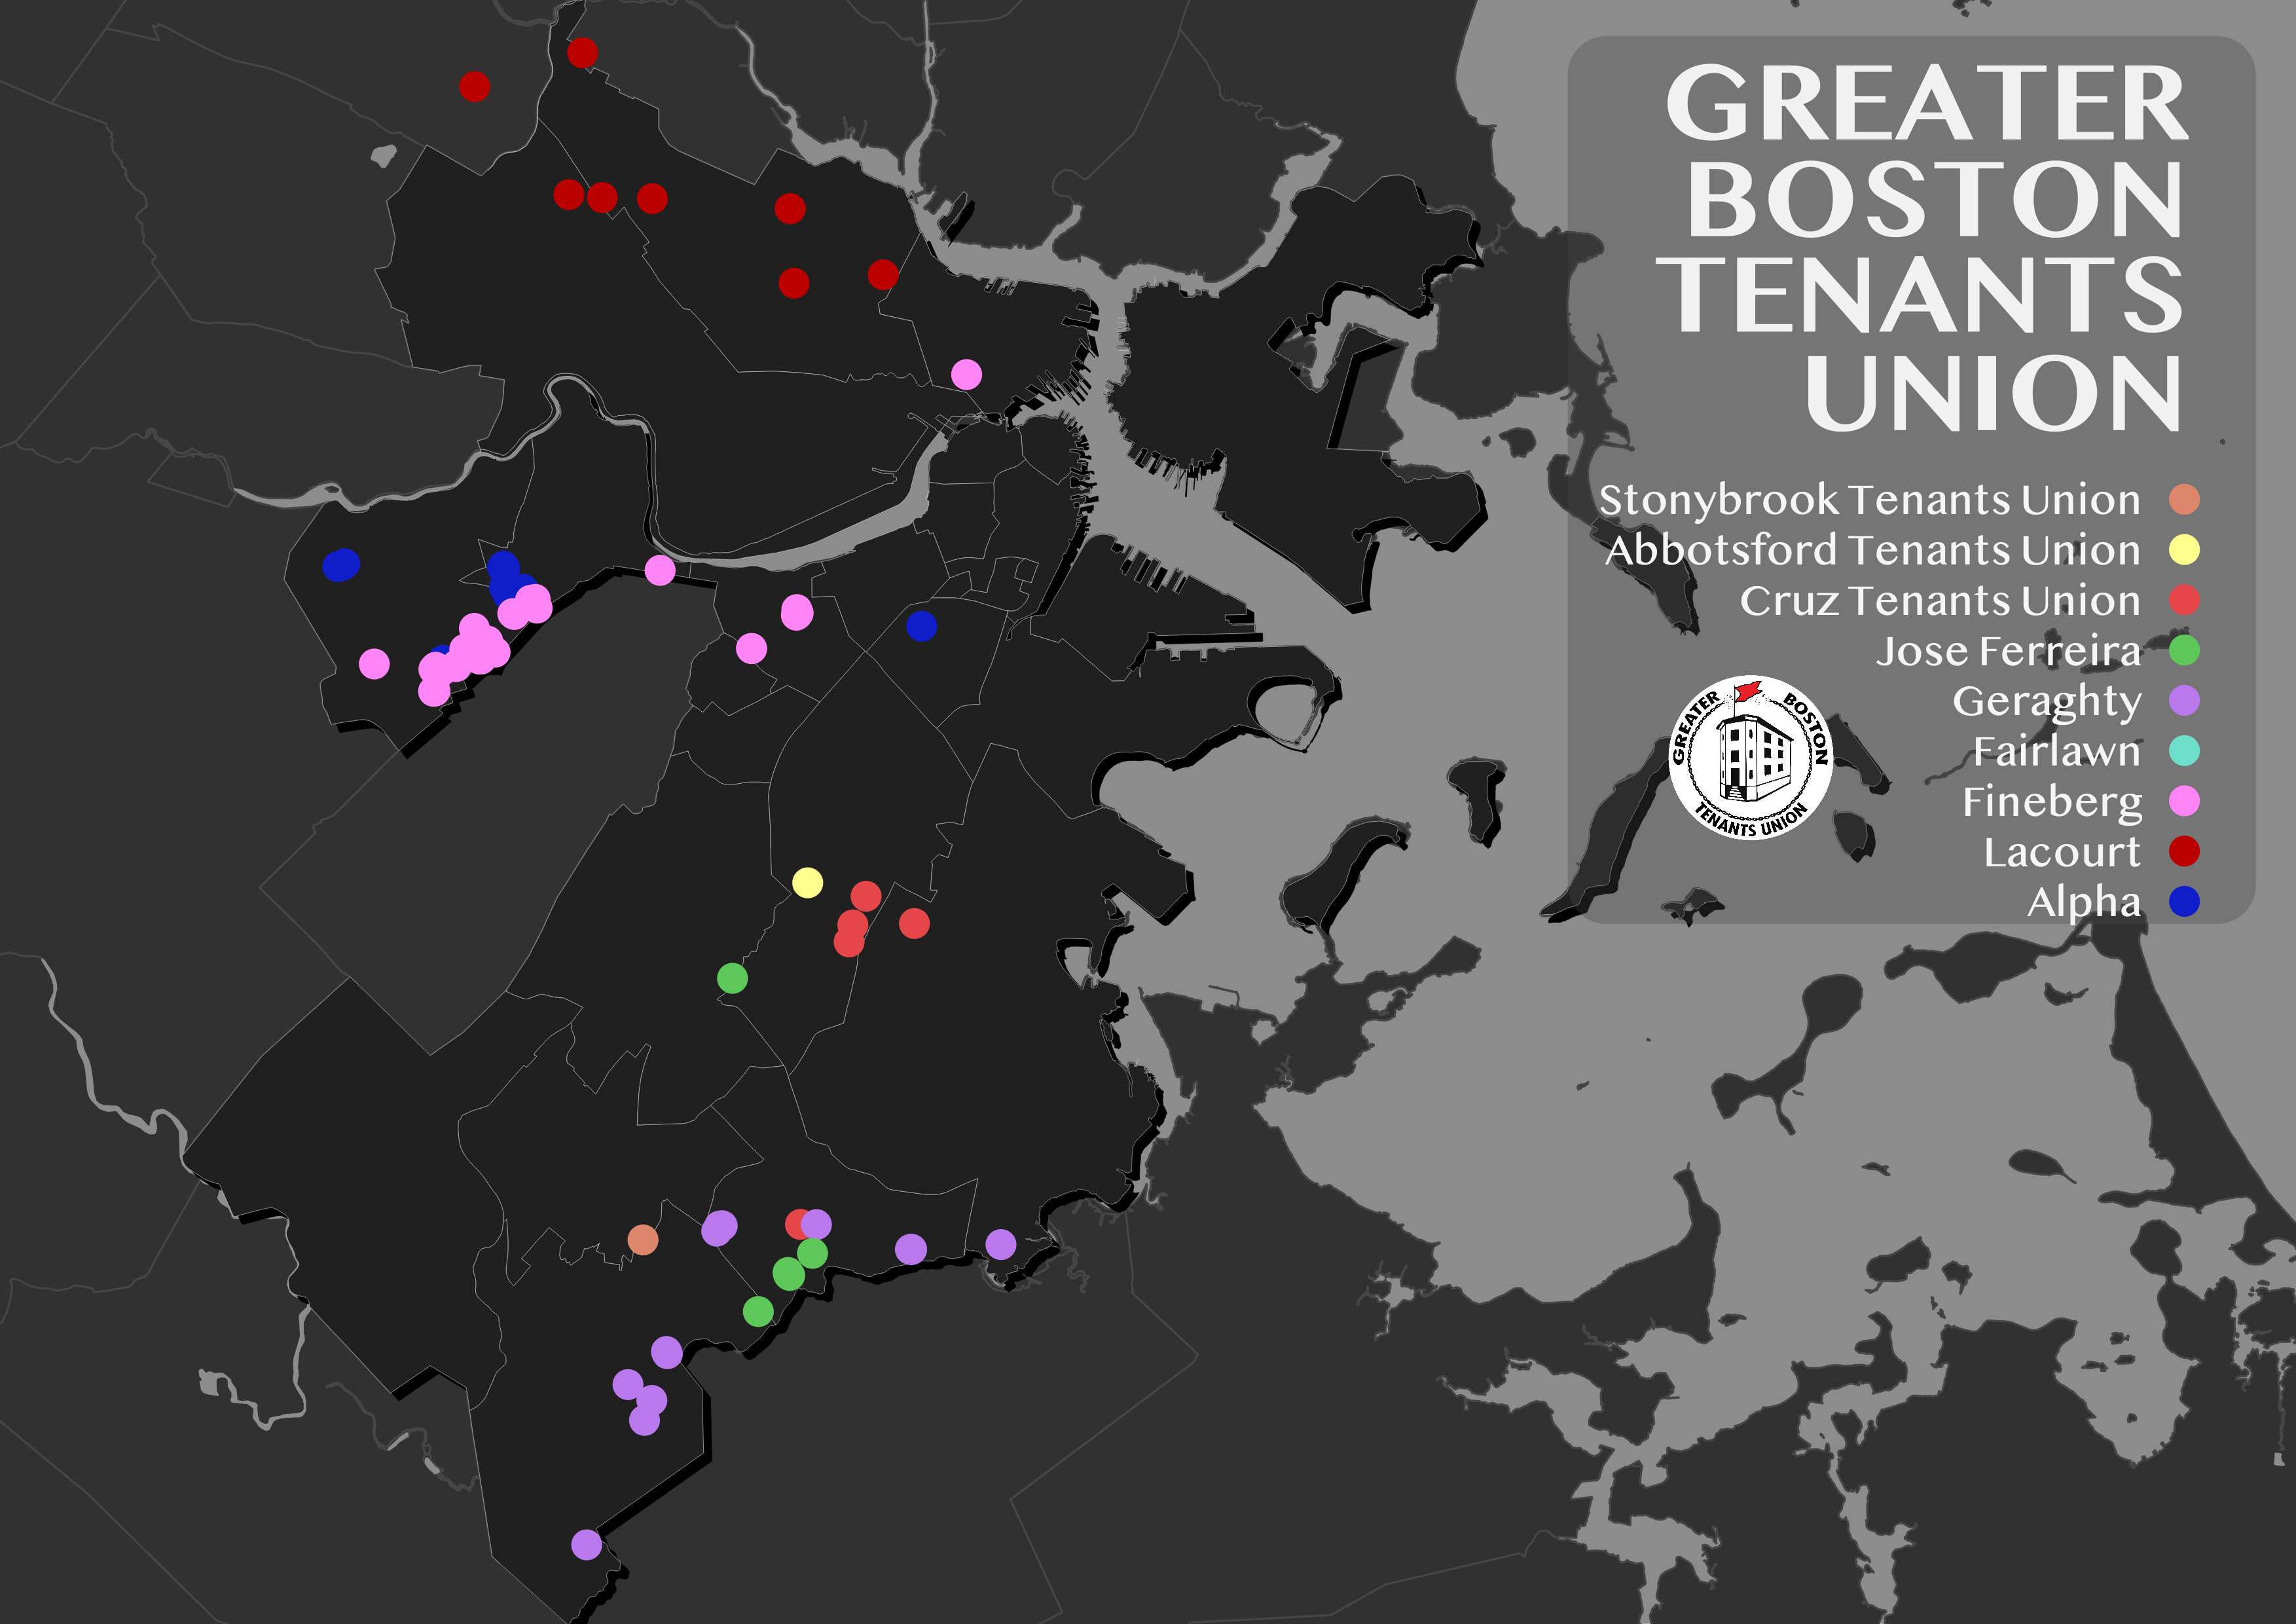 GREATER
BOSTON
TENANTS
UNION
Stonybrook Tenants Union
Abbotsford Tenants Union
Cruz Tenants Union
Jose Ferreira
Geraghty
Fairlawn
Fineberg
Lacourt
Alpha
GREATER BOSTON
TENANTS UNION